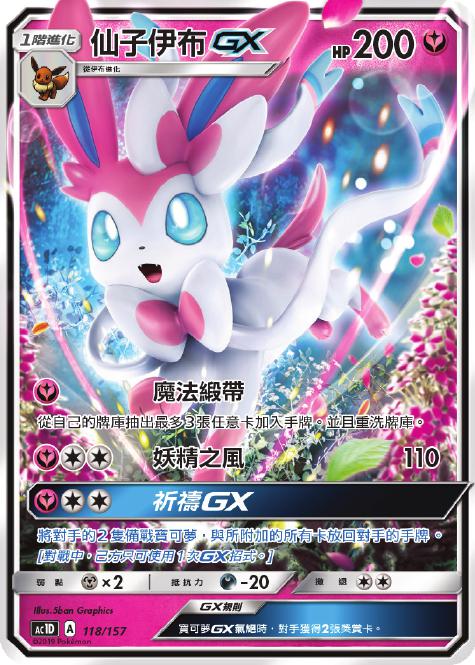 1階進化
仙子伊布GX
HP200
從伊布進化
魔法緞帶
從自己的牌庫抽出最多3張任意卡加入手牌。並且重洗牌庫。
妖精之風 110
祈禱GX
將對手的2隻備戰寶可夢，與所附加的所有卡放回對手的手牌。
[對戰中，己方只可使用1次GX招式。]
弱點 ×2 抵抗力 -20 撤退
Illus.5ban Graphics
GX規則
AC1D A 118/157
寶可夢GX氣絕時，對手獲得2張獎賞卡。
©2019 Pokémon